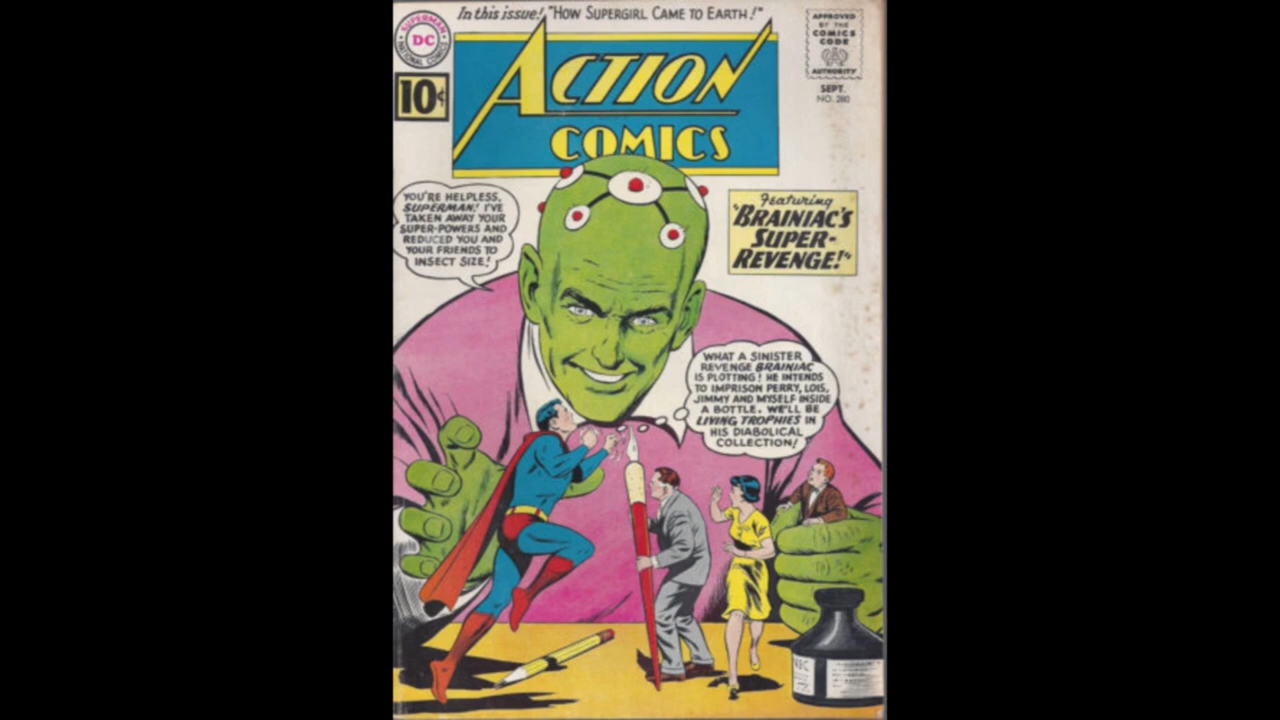 In this issue! "HOW SUPERGIRL CAME TO EARTH!"
SUPERMAN
DC
NATIONAL COMICS
10¢
ACTION
COMICS
APPROVED
BY THE
COMICS
CODE
AUTHORITY
SEPT.
NO. 280
YOU'RE HELPLESS,
SUPERMAN! I'VE
TAKEN AWAY YOUR
SUPER-POWERS AND
REDUCED YOU AND
YOUR FRIENDS TO
INSECT SIZE!
Featuring
"BRAINIAC'S
SUPER-
REVENGE!"
WHAT A SINISTER
REVENGE BRAINIAC
IS PLOTTING! HE INTENDS
TO IMPRISON PERRY, LOIS,
JIMMY AND MYSELF INSIDE
A BOTTLE. WE'LL BE
LIVING TROPHIES IN
HIS DIABOLICAL
COLLECTION!